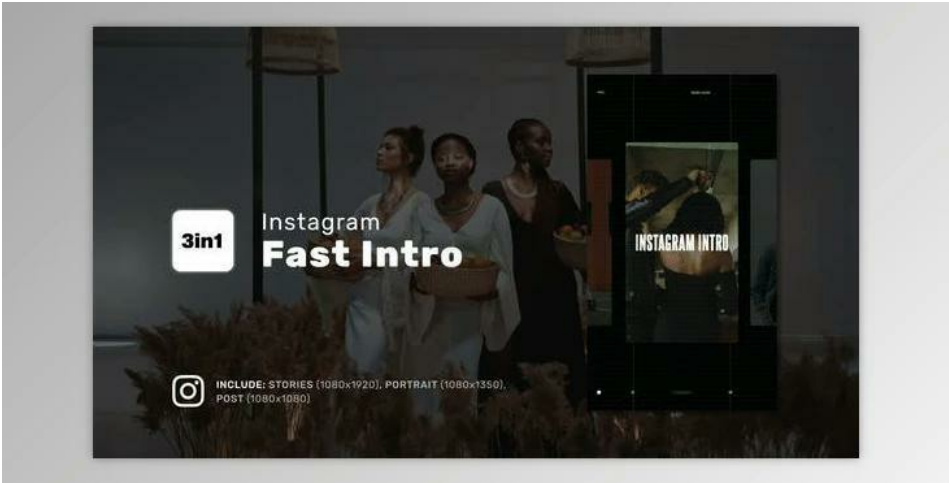 3in1
Instagram
Fast Intro
INSTAGRAM INTRO
INCLUDE: STORIES (1080x1920), PORTRAIT (1080x1350),
POST (1080x1080)